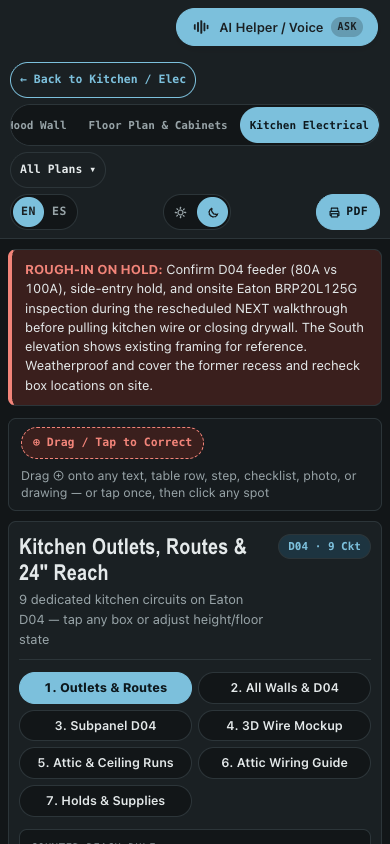 AI Helper / Voice ASK
← Back to Kitchen / Elec
Hood Wall Floor Plan & Cabinets Kitchen Electrical
All Plans ▾
EN ES PDF
ROUGH-IN ON HOLD: Confirm D04 feeder (80A vs
100A), side-entry hold, and onsite Eaton BRP20L125G
inspection during the rescheduled NEXT walkthrough
before pulling kitchen wire or closing drywall. The South
elevation shows existing framing for reference.
Weatherproof and cover the former recess and recheck
box locations on site.
⊕ Drag / Tap to Correct
Drag ⊕ onto any text, table row, step, checklist, photo, or
drawing — or tap once, then click any spot
Kitchen Outlets, Routes &
24" Reach
D04 · 9 Ckt
9 dedicated kitchen circuits on Eaton
D04 — tap any box or adjust height/floor
state
1. Outlets & Routes
2. All Walls & D04
3. Subpanel D04
4. 3D Wire Mockup
5. Attic & Ceiling Runs
6. Attic Wiring Guide
7. Holds & Supplies